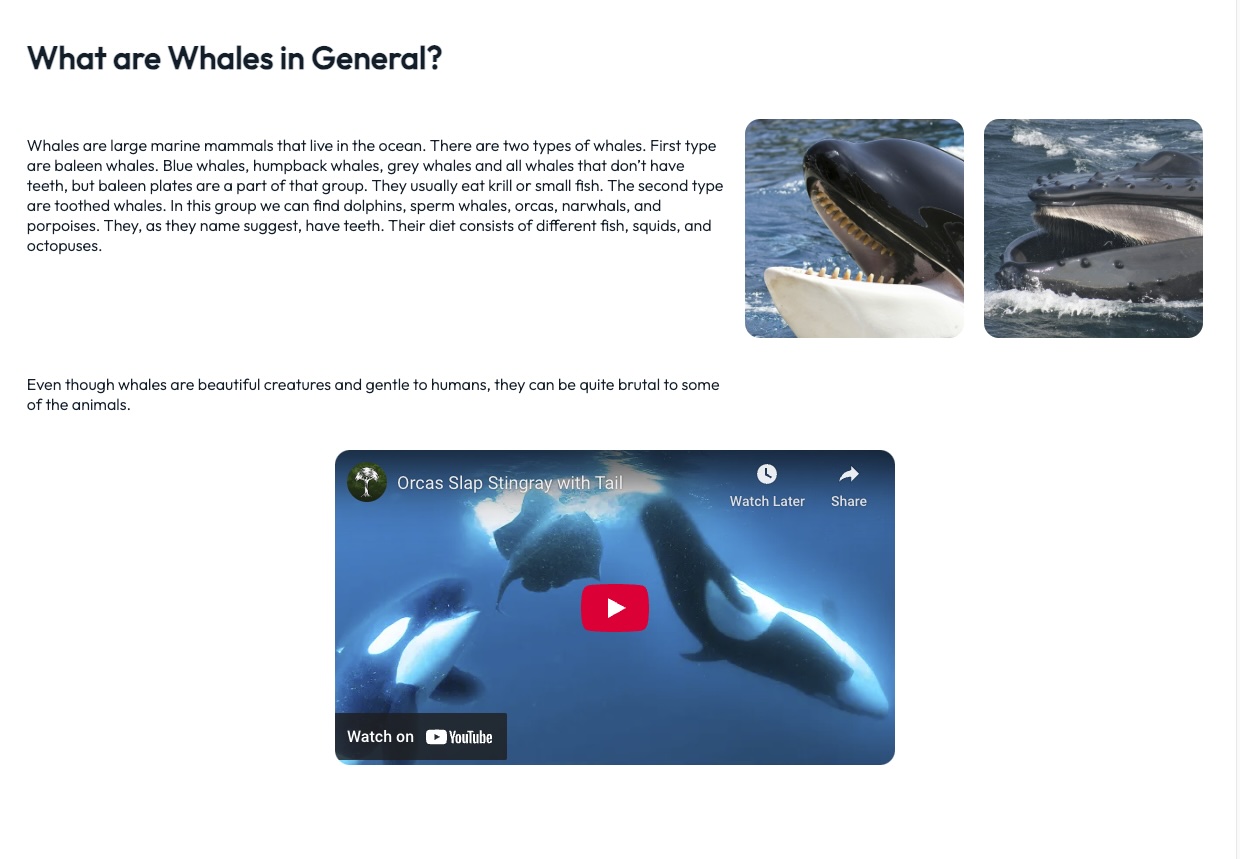 What are Whales in General?
Whales are large marine mammals that live in the ocean. There are two types of whales. First type
are baleen whales. Blue whales, humpback whales, grey whales and all whales that don't have
teeth, but baleen plates are a part of that group. They usually eat krill or small fish. The second type
are toothed whales. In this group we can find dolphins, sperm whales, orcas, narwhals, and
porpoises. They, as they name suggest, have teeth. Their diet consists of different fish, squids, and
octopuses.
Even though whales are beautiful creatures and gentle to humans, they can be quite brutal to some
of the animals.
Orcas Slap Stingray with Tail
Watch Later
Share
Watch on YouTube